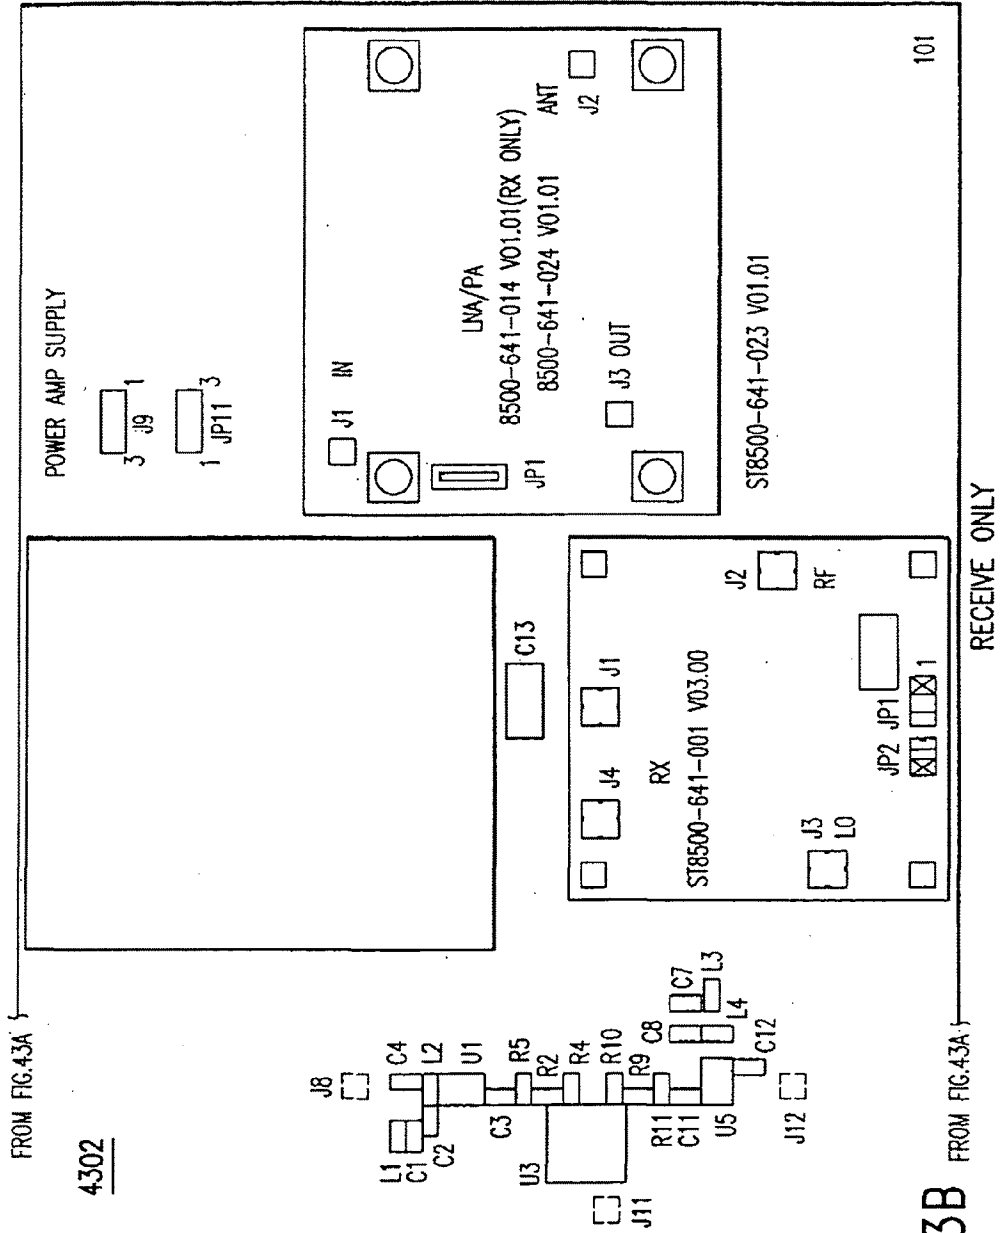 FROM FIG.43A
4302
J8
C4
L2
U1
L1
C1
C2
C3
R5
R2
R4
U3
R10
R9
R11
C11
J11
C7
L3
C8
L4
U5
C12
J12
FROM FIG.43A
3B
POWER AMP SUPPLY
3
1
J9
1
3
JP11
C13
J1 IN
JP1
LNA/PA
8500-641-014 V01.01(RX ONLY)
8500-641-024 V01.01
ANT
J2
J3 OUT
ST8500-641-023 V01.01
J4
J1
RX
ST8500-641-001 V03.00
J2
RF
J3
LO
JP2
JP1
1
1
101
RECEIVE ONLY